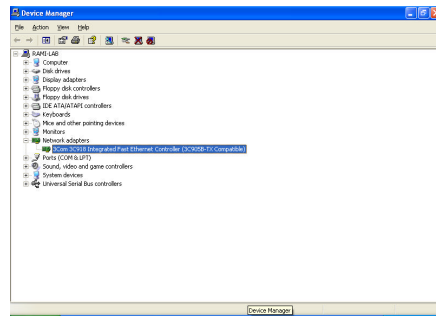 Device Manager
File Action View Help
RAMI-LAB
Computer
Disk drives
Display adapters
Floppy disk controllers
Floppy disk drives
IDE ATA/ATAPI controllers
Keyboards
Mice and other pointing devices
Monitors
Network adapters
3Com 3C918 Integrated Fast Ethernet Controller (3C905B-TX Compatible)
Ports (COM & LPT)
Sound, video and game controllers
System devices
Universal Serial Bus controllers
Device Manager